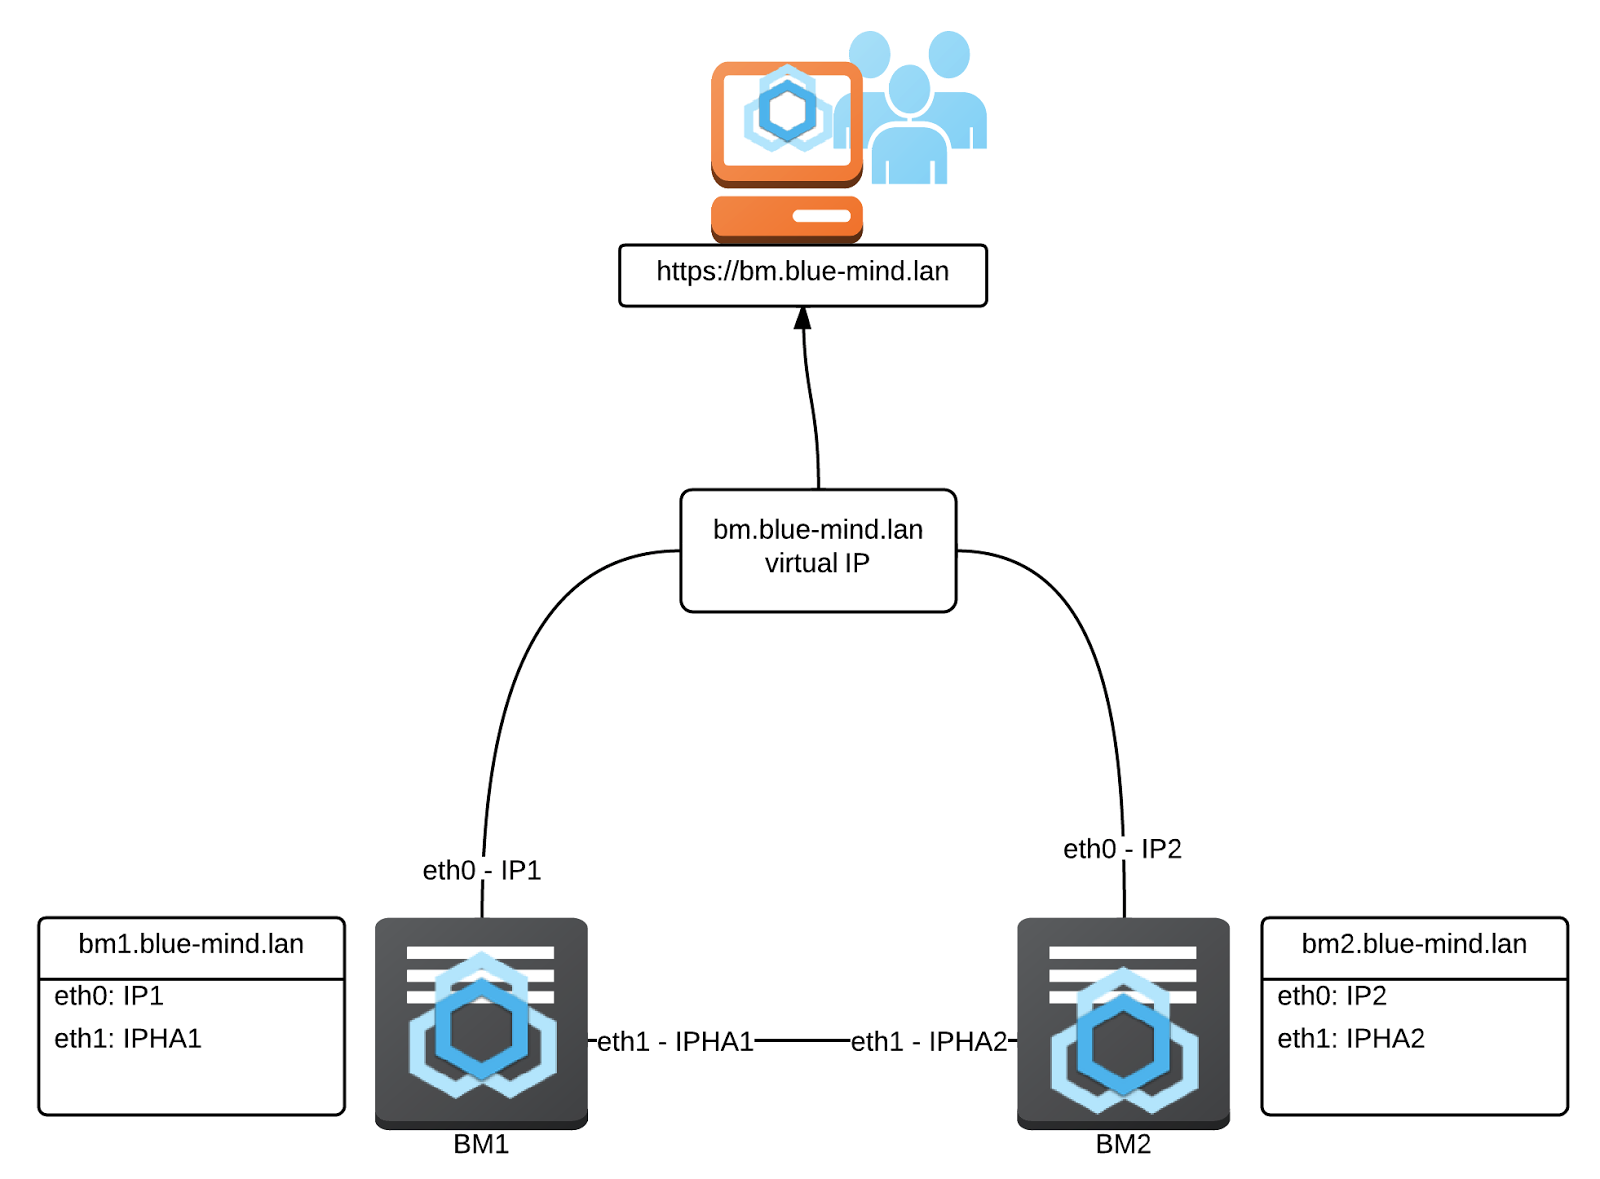 https://bm.blue-mind.lan
bm.blue-mind.lan
virtual IP
eth0 - IP1
eth0 - IP2
bm1.blue-mind.lan
eth0: IP1
eth1: IPHA1
eth1 - IPHA1
eth1 - IPHA2
bm2.blue-mind.lan
eth0: IP2
eth1: IPHA2
BM1
BM2